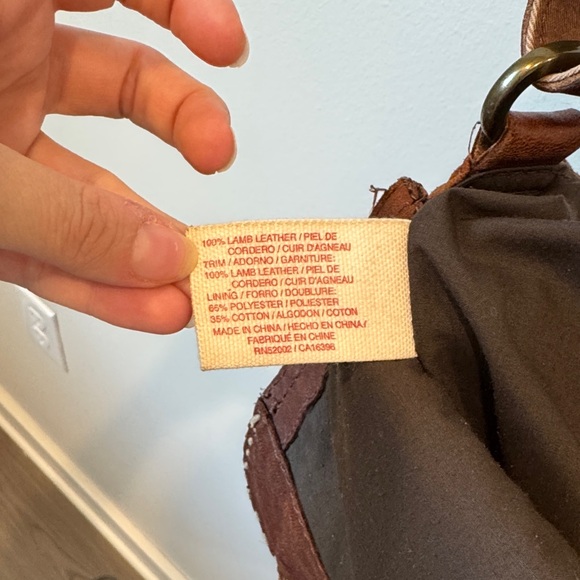 100% LAMB LEATHER / PIEL DE
CORDERO / CUIR D'AGNEAU
TRIM / ADORNO / GARNITURE:
100% LAMB LEATHER / PIEL DE
CORDERO / CUIR D'AGNEAU
LINING / FORRO / DOUBLURE:
65% POLYESTER / POLIESTER
35% COTTON / ALGODON / COTON
MADE IN CHINA / HECHO EN CHINA /
FABRIQUÉ EN CHINE
RN52002 / CA16396